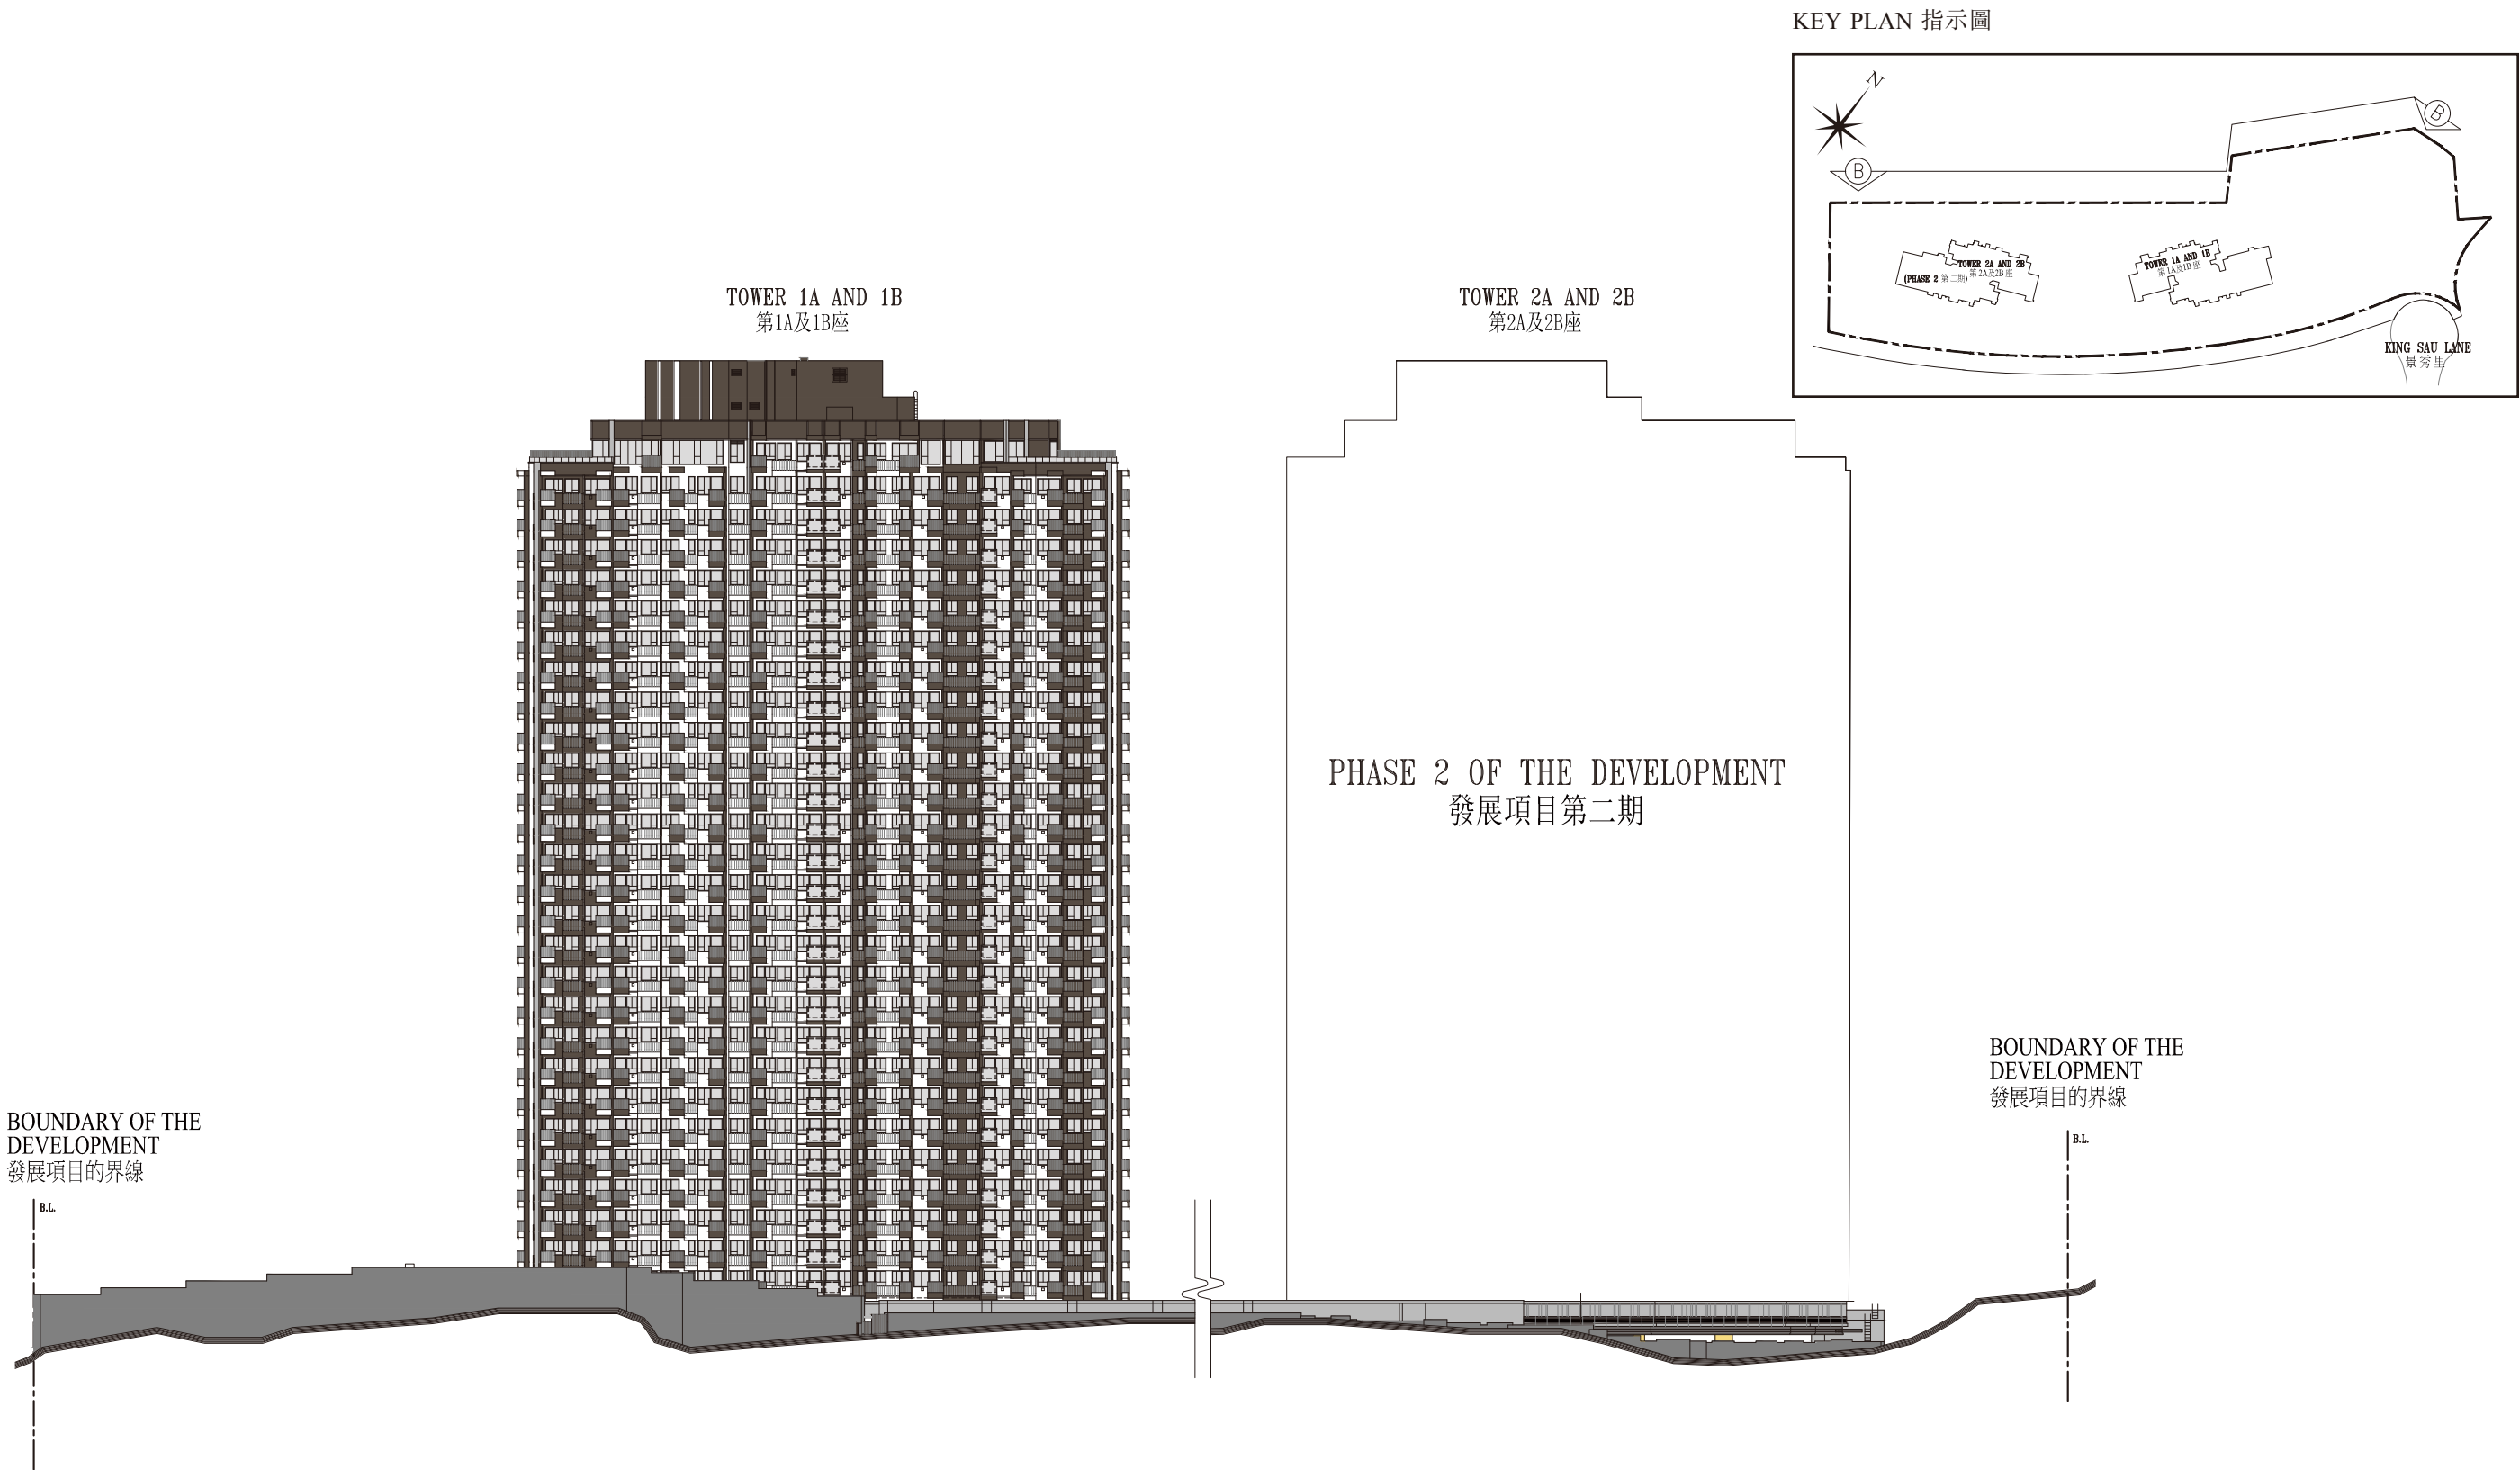 KEY PLAN 指示圖
N
B
B
TOWER 2A AND 2B
第2A及2B座
(PHASE 2 第二期)
TOWER 1A AND 1B
第1A及1B座
KING SAU LANE
景秀里
TOWER 1A AND 1B
第1A及1B座
TOWER 2A AND 2B
第2A及2B座
PHASE 2 OF THE DEVELOPMENT
發展項目第二期
BOUNDARY OF THE
DEVELOPMENT
發展項目的界線
B.L.
BOUNDARY OF THE
DEVELOPMENT
發展項目的界線
B.L.